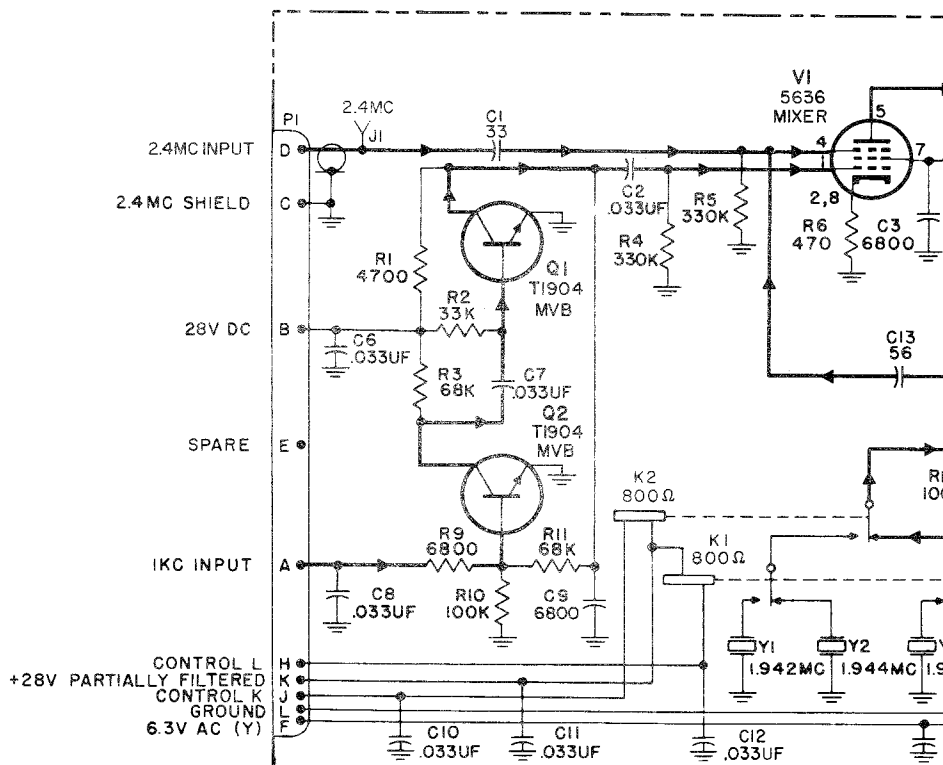 V1
5636
MIXER
5
4
7
1
2,8
P1
2.4MC
J1
C1
33
2.4MC INPUT D
2.4 MC SHIELD C
C2
.033UF
R5
330K
R4
330K
R6
470
C3
6800
R1
4700
Q1
T1904
MVB
R2
33K
28V DC B
C6
.033UF
R3
68K
C7
.033UF
C13
56
Q2
T1904
MVB
SPARE E
K2
800Ω
K1
800Ω
R9
6800
R11
68K
1KC INPUT A
C8
.033UF
R10
100K
C9
6800
Y1
1.942MC
Y2
1.944MC
CONTROL L H
+28V PARTIALLY FILTERED K
CONTROL K J
GROUND L
6.3V AC (Y) F
C10
.033UF
C11
.033UF
C12
.033UF